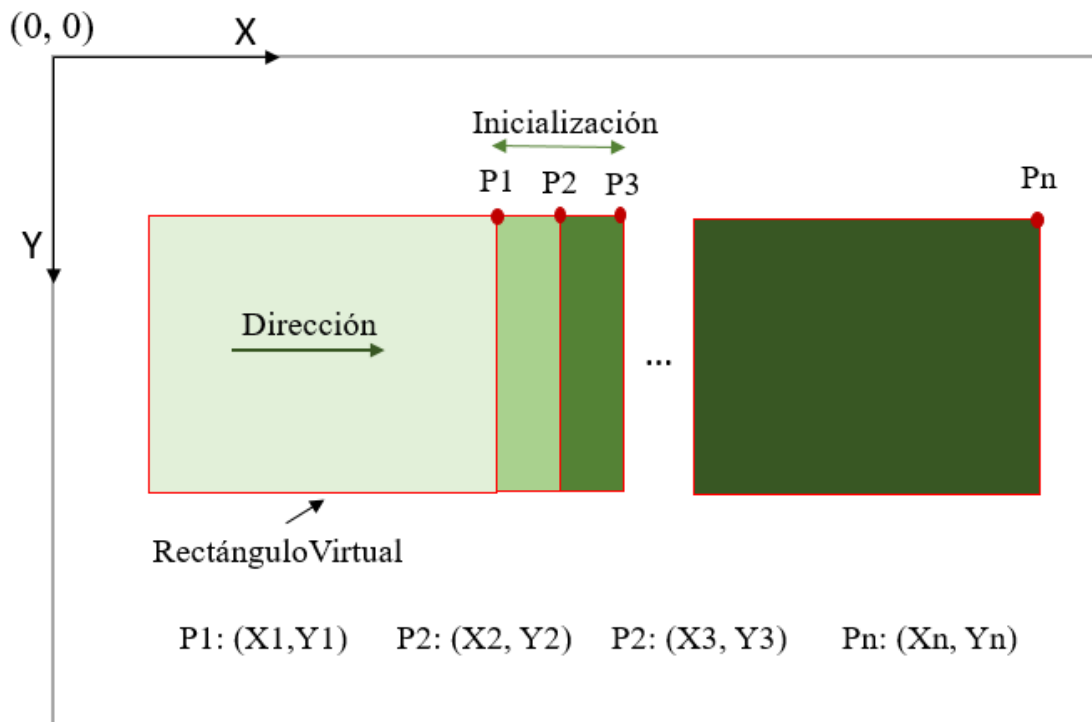 (0, 0)
X
Inicialización
P1 P2 P3
Pn
Y
Dirección
...
RectánguloVirtual
P1: (X1,Y1) P2: (X2, Y2) P2: (X3, Y3) Pn: (Xn, Yn)